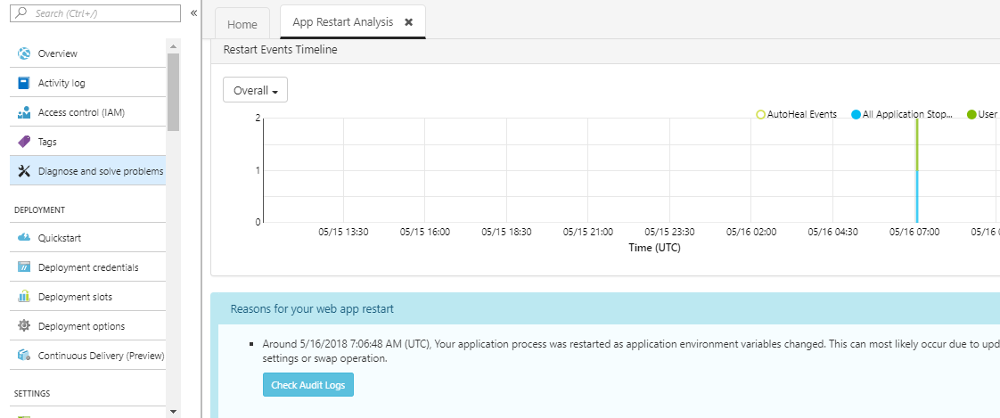 Search (Ctrl+/)
«
Home
App Restart Analysis
Overview
Activity log
Access control (IAM)
Tags
Diagnose and solve problems
DEPLOYMENT
Quickstart
Deployment credentials
Deployment slots
Deployment options
Continuous Delivery (Preview)
SETTINGS
Restart Events Timeline
Overall
AutoHeal Events
All Application Stop...
User
2
1
0
05/15 13:30 05/15 16:00 05/15 18:30 05/15 21:00 05/15 23:30 05/16 02:00 05/16 04:30 05/16 07:00 05/16
Time (UTC)
Reasons for your web app restart
Around 5/16/2018 7:06:48 AM (UTC), Your application process was restarted as application environment variables changed. This can most likely occur due to upd
settings or swap operation.
Check Audit Logs